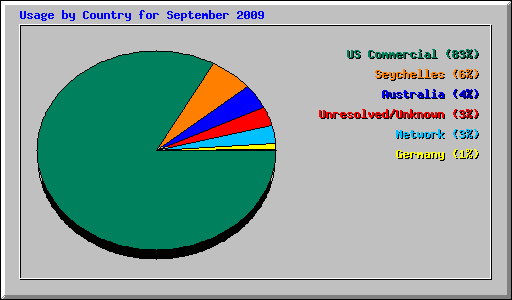 Usage by Country for September 2009
US Commercial (83%)
Seychelles (6%)
Australia (4%)
Unresolved/Unknown (3%)
Network (3%)
Germany (1%)